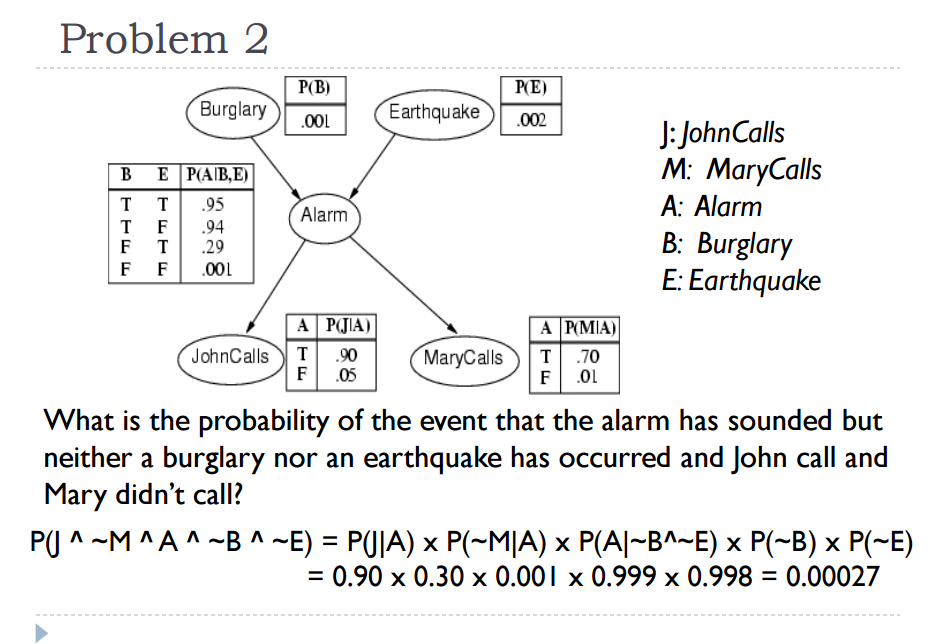 Problem 2
P(B)
.001
Burglary
P(E)
.002
Earthquake
J: JohnCalls
M: MaryCalls
A: Alarm
B: Burglary
E: Earthquake
B E P(A|B,E)
T T .95
T F .94
F T .29
F F .001
Alarm
JohnCalls
A P(J|A)
T .90
F .05
MaryCalls
A P(M|A)
T .70
F .01
What is the probability of the event that the alarm has sounded but
neither a burglary nor an earthquake has occurred and John call and
Mary didn't call?
P(J ^ ~M ^ A ^ ~B ^ ~E) = P(J|A) x P(~M|A) x P(A|~B^~E) x P(~B) x P(~E)
= 0.90 x 0.30 x 0.001 x 0.999 x 0.998 = 0.00027